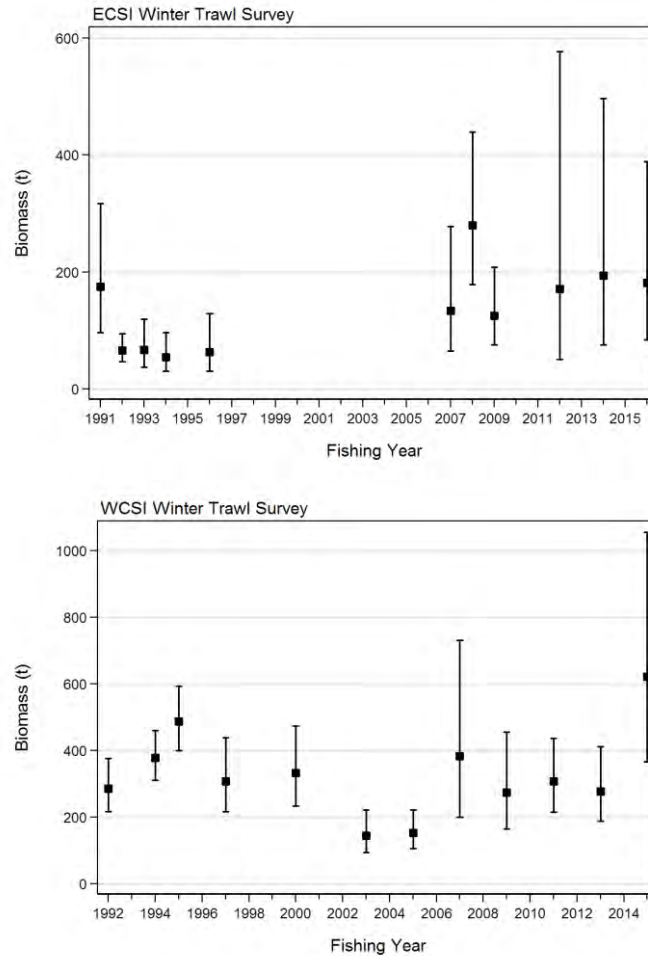 ECSI Winter Trawl Survey
600
400
200
0
Biomass (t)
1991 1993 1995 1997 1999 2001 2003 2005 2007 2009 2011 2013 2015
Fishing Year
WCSI Winter Trawl Survey
1000
800
600
400
200
0
Biomass (t)
1992 1994 1996 1998 2000 2002 2004 2006 2008 2010 2012 2014
Fishing Year